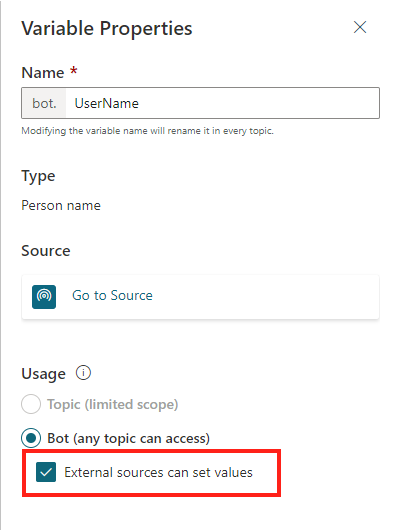 Variable Properties
Name *
bot. UserName
Modifying the variable name will rename it in every topic.
Type
Person name
Source
Go to Source
Usage
Topic (limited scope)
Bot (any topic can access)
External sources can set values